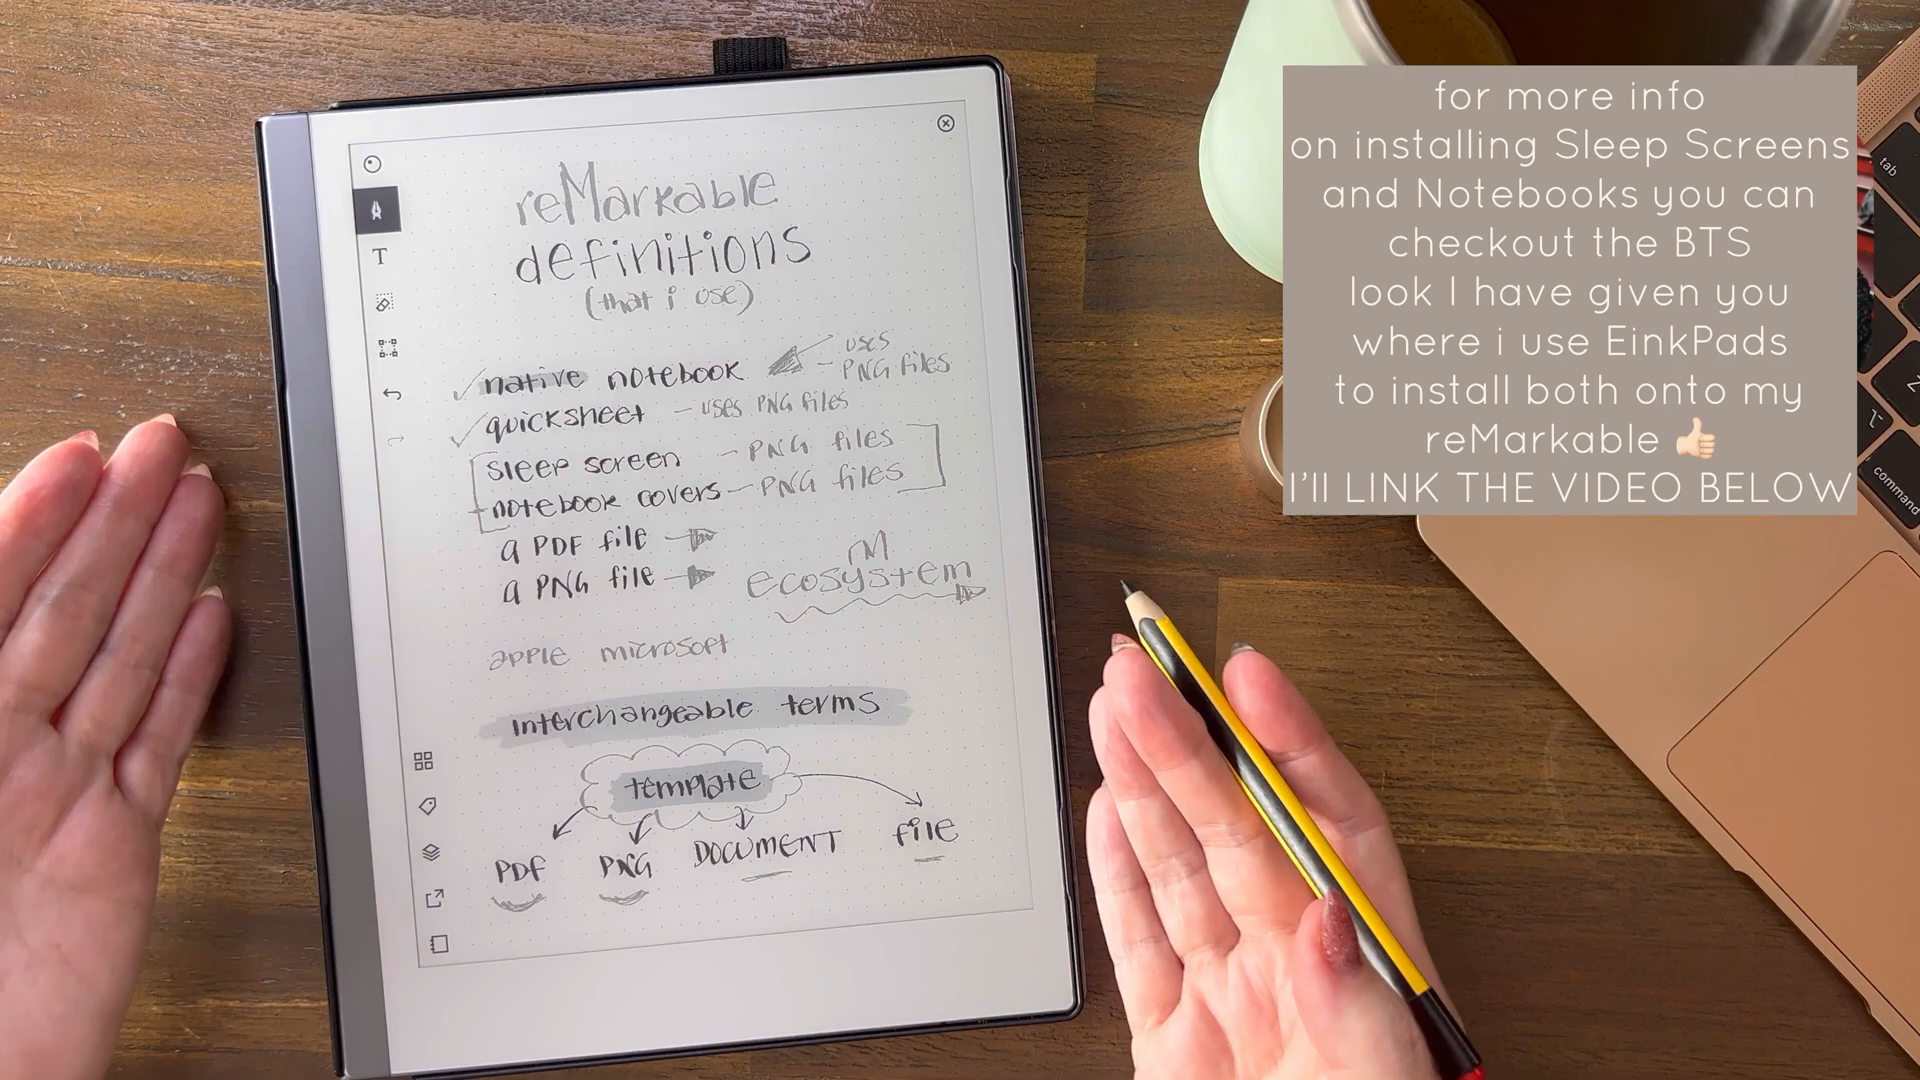 reMarkable
definitions
(that i use)
native notebook - uses PNG files
quicksheet - uses PNG files
sleep screen - PNG files
notebook covers - PNG files
a PDF file
a PNG file
rM
ecosystem
apple microsoft
interchangeable terms
template
PDF PNG DOCUMENT file
T
for more info
on installing Sleep Screens
and Notebooks you can
checkout the BTS
look I have given you
where i use EinkPads
to install both onto my
reMarkable 👍🏻
I'll LINK THE VIDEO BELOW
tab
Z
command